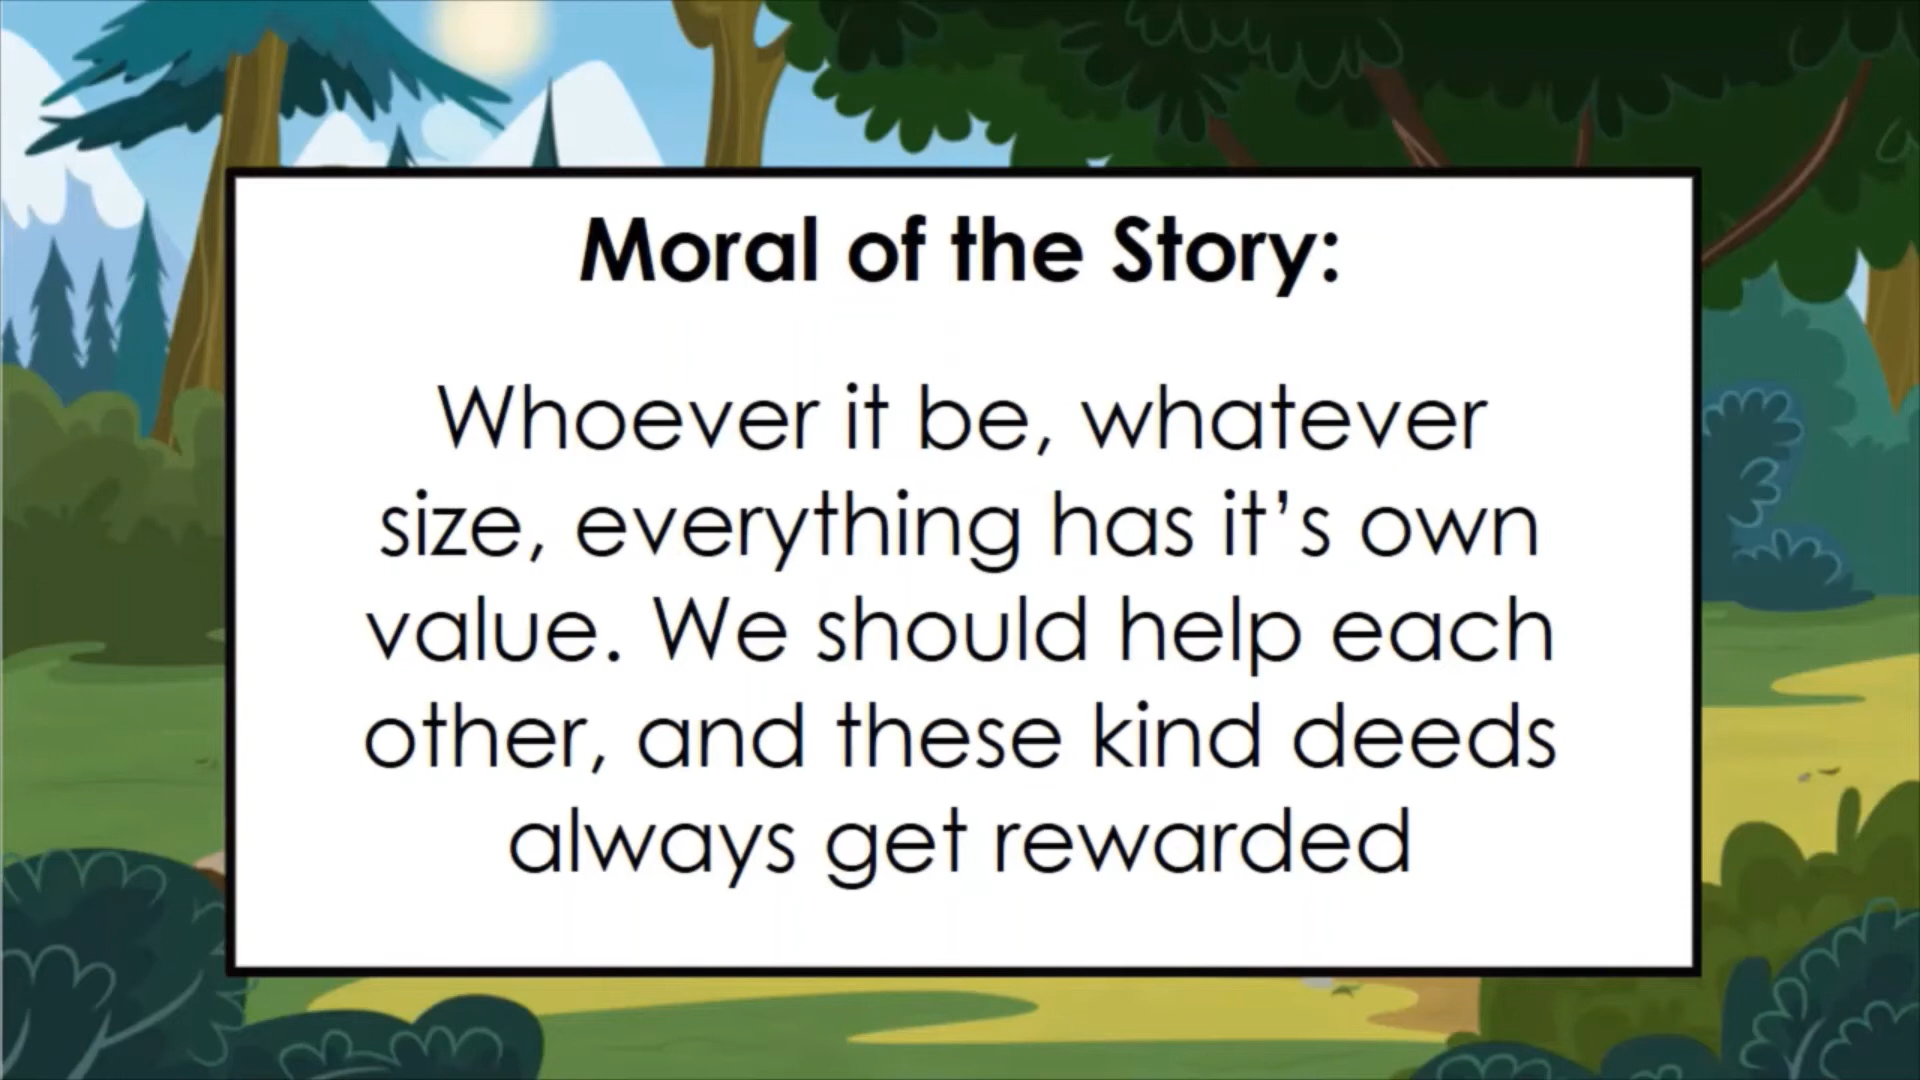 Moral of the Story:
Whoever it be, whatever
size, everything has it’s own
value. We should help each
other, and these kind deeds
always get rewarded